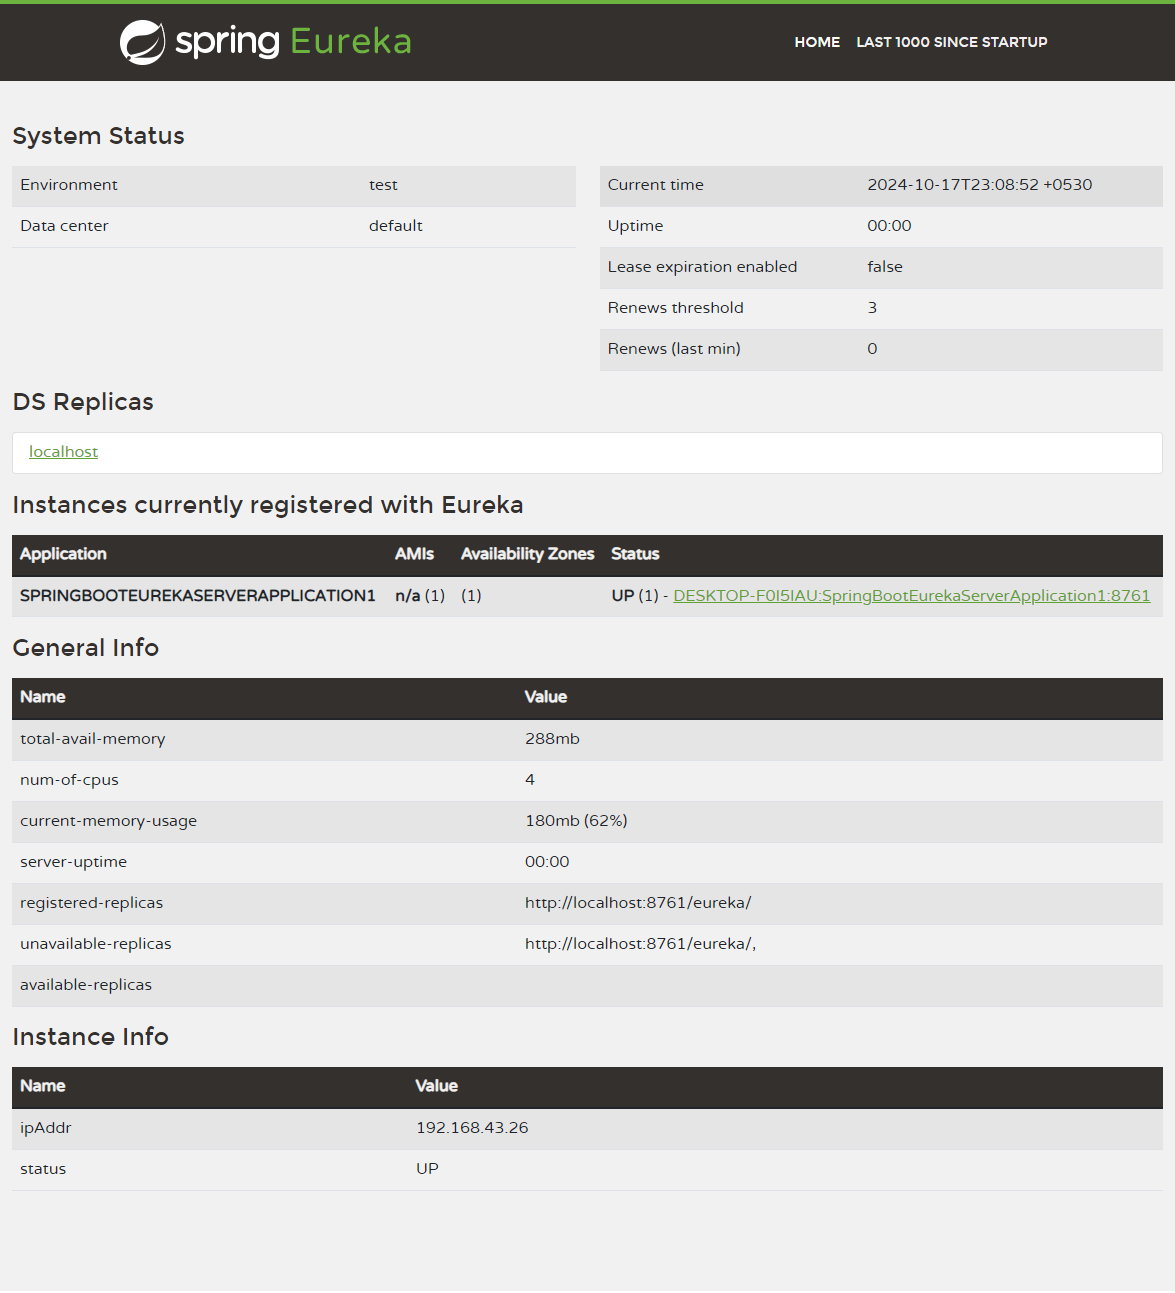 spring Eureka
HOME LAST 1000 SINCE STARTUP
System Status
Environment test
Data center default
Current time 2024-10-17T23:08:52 +0530
Uptime 00:00
Lease expiration enabled false
Renews threshold 3
Renews (last min) 0
DS Replicas
localhost
Instances currently registered with Eureka
Application AMIs Availability Zones Status
SPRINGBOOTEUREKASERVERAPPLICATION1 n/a (1) (1) UP (1) - DESKTOP-F0I5IAU:SpringBootEurekaServerApplication1:8761
General Info
Name Value
total-avail-memory 288mb
num-of-cpus 4
current-memory-usage 180mb (62%)
server-uptime 00:00
registered-replicas http://localhost:8761/eureka/
unavailable-replicas http://localhost:8761/eureka/,
available-replicas
Instance Info
Name Value
ipAddr 192.168.43.26
status UP